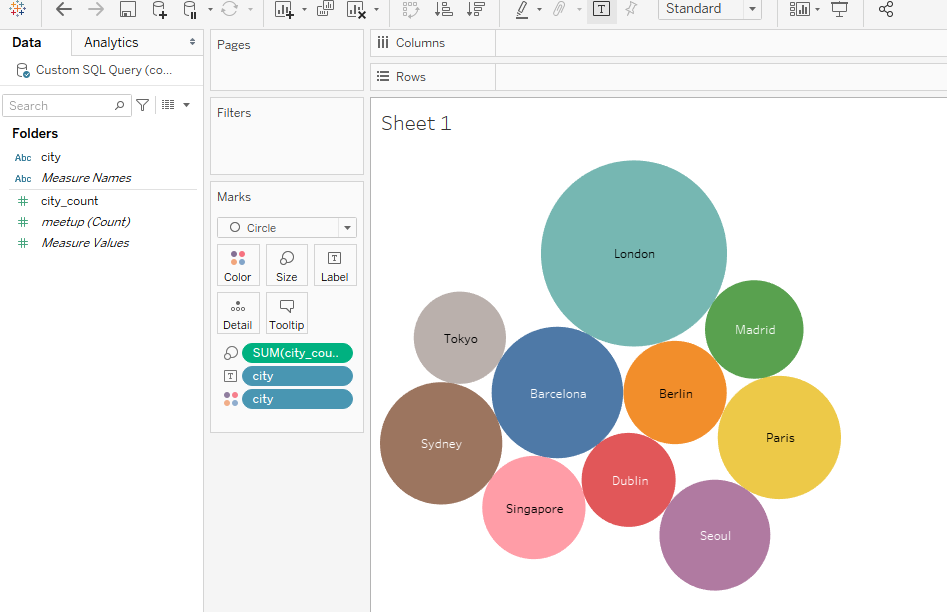 Standard
Data
Analytics
Pages
Columns
Custom SQL Query (co...
Rows
Search
Filters
Sheet 1
Folders
Abc city
Abc Measure Names
city_count
meetup (Count)
Measure Values
Marks
Circle
Color
Size
T
Label
Detail
Tooltip
SUM(city_cou..
T city
city
London
Madrid
Tokyo
Barcelona
Berlin
Sydney
Paris
Dublin
Singapore
Seoul